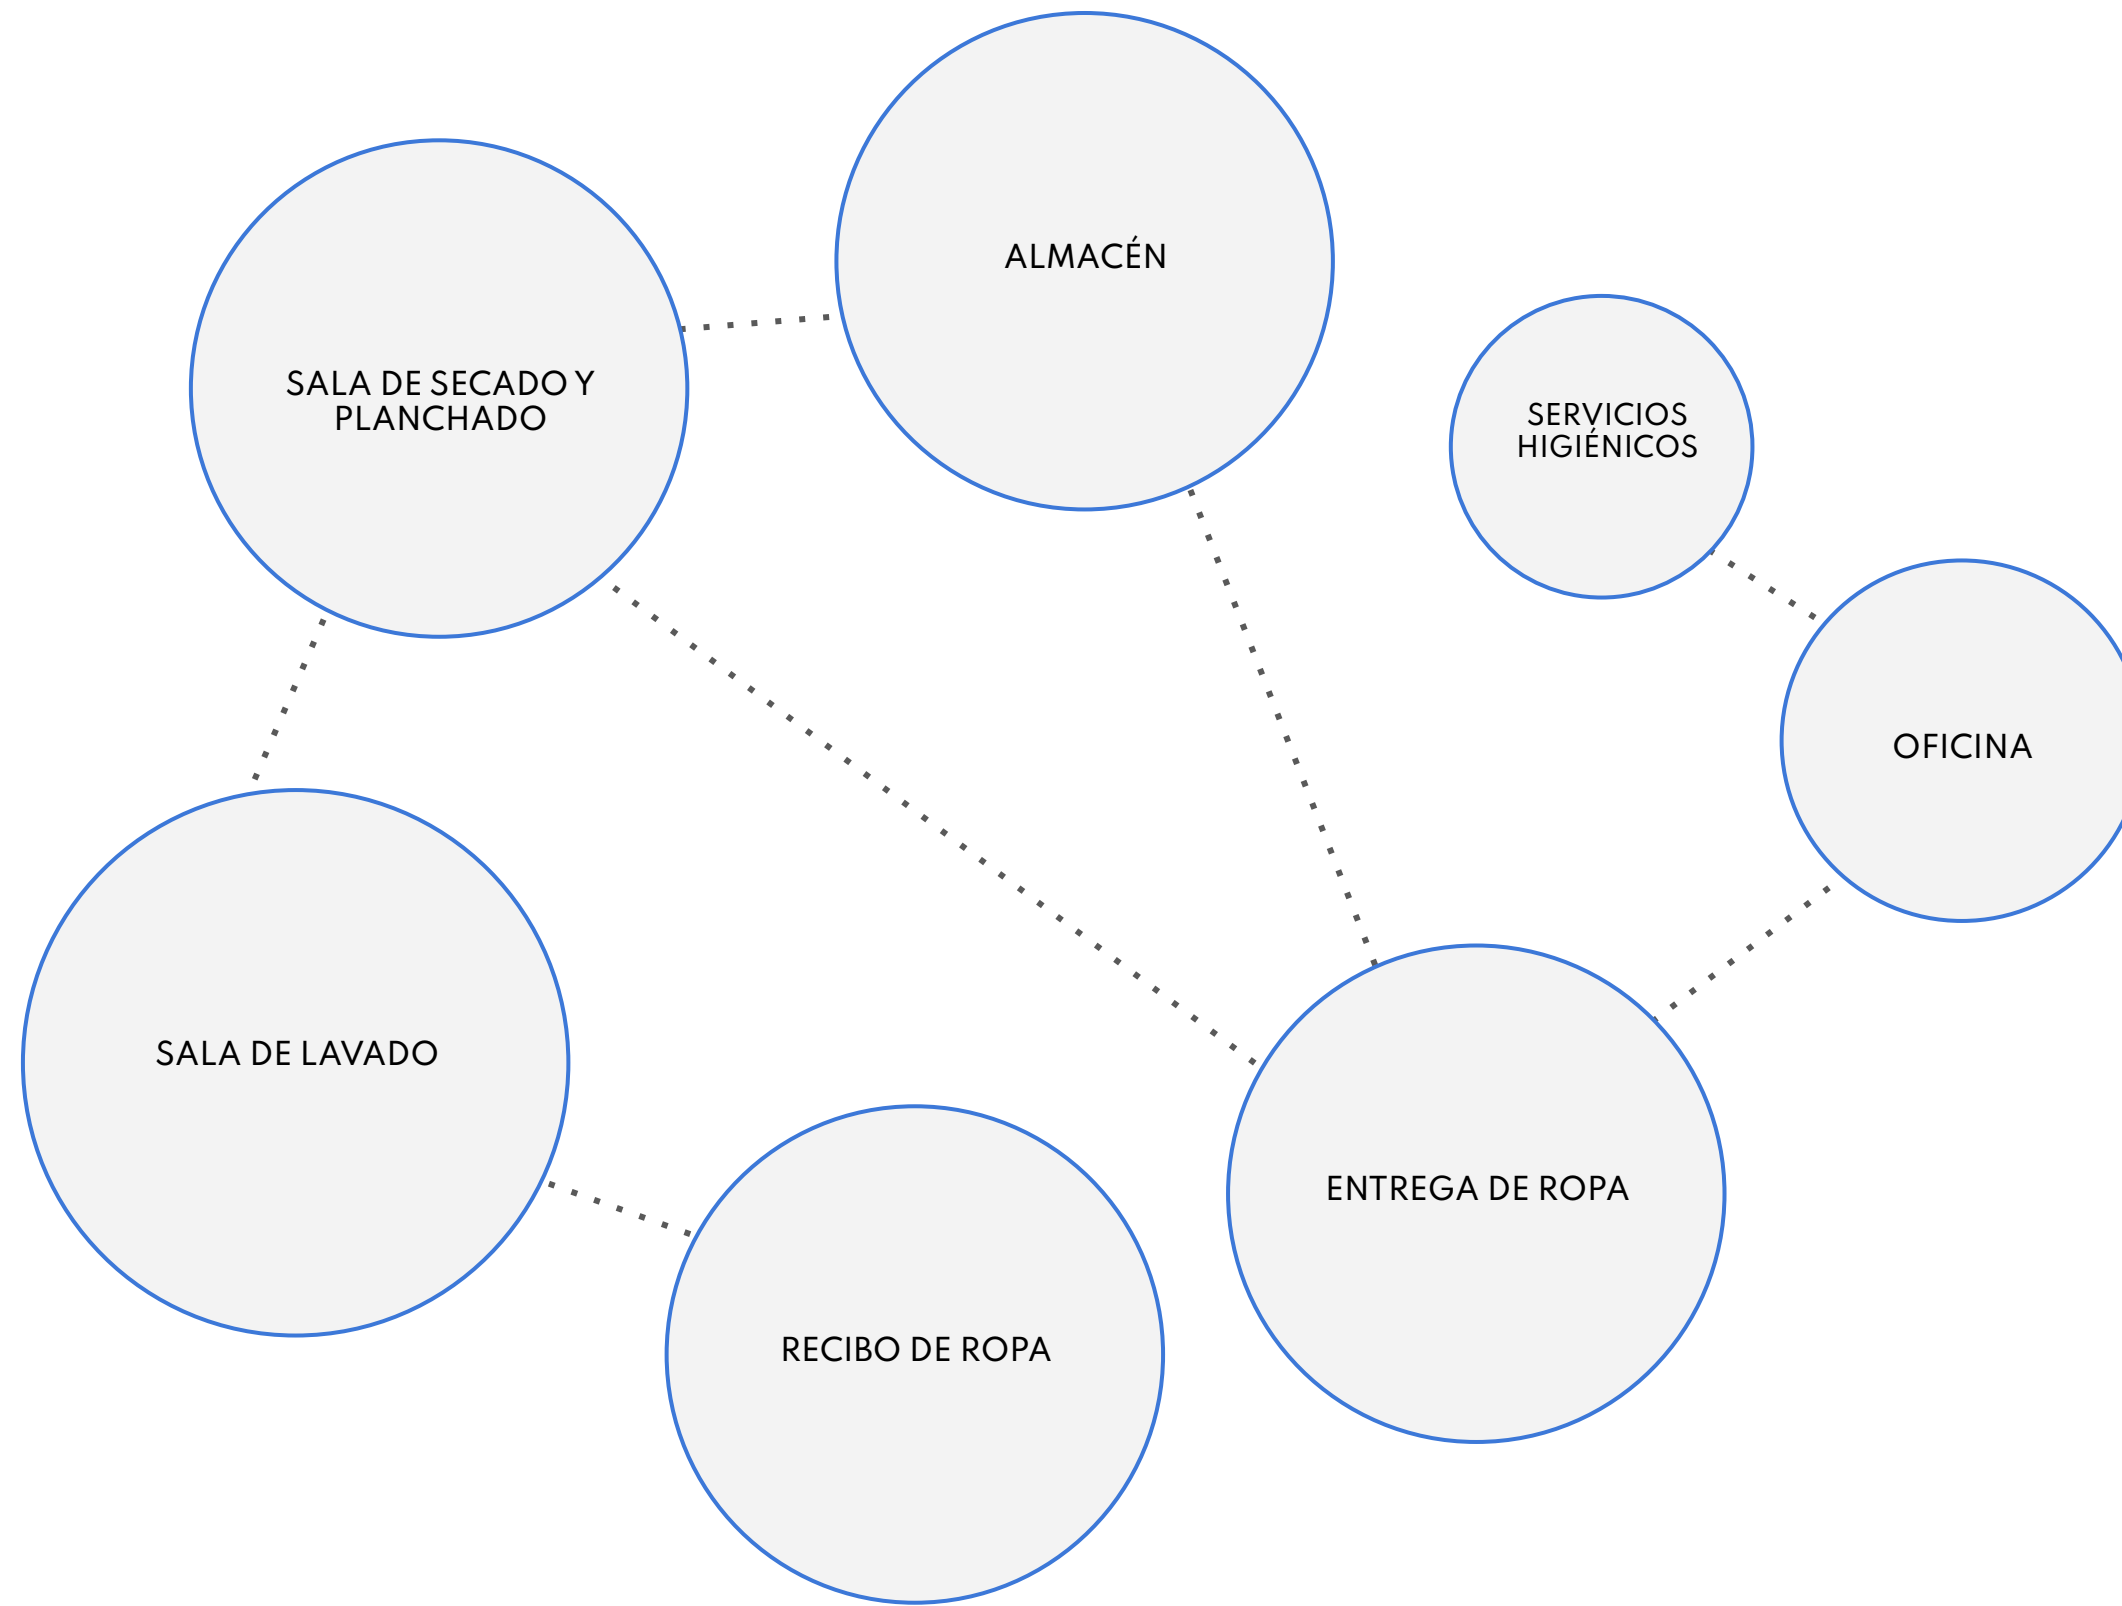 ALMACÉN
SALA DE SECADO Y
PLANCHADO
SERVICIOS
HIGIÉNICOS
OFICINA
SALA DE LAVADO
ENTREGA DE ROPA
RECIBO DE ROPA